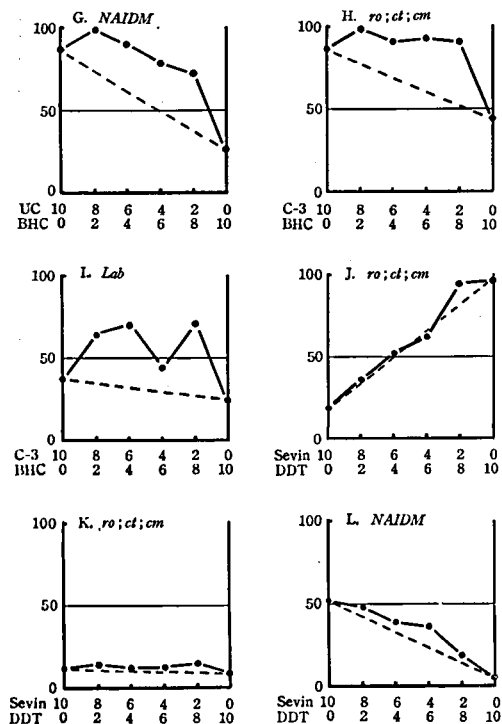 G. NAIDM
100
50
0
UC 10 8 6 4 2 0
BHC 0 2 4 6 8 10
H. ro;ct;cm
100
50
0
C-3 10 8 6 4 2 0
BHC 0 2 4 6 8 10
I. Lab
100
50
0
C-3 10 8 6 4 2 0
BHC 0 2 4 6 8 10
J. ro;ct;cm
100
50
0
Sevin 10 8 6 4 2 0
DDT 0 2 4 6 8 10
K. ro;ct;cm
100
50
0
Sevin 10 8 6 4 2 0
DDT 0 2 4 6 8 10
L. NAIDM
100
50
0
Sevin 10 8 6 4 2 0
DDT 0 2 4 6 8 10